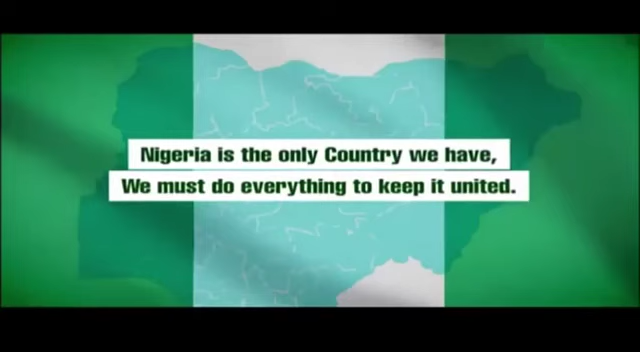 Nigeria is the only Country we have,
We must do everything to keep it united.